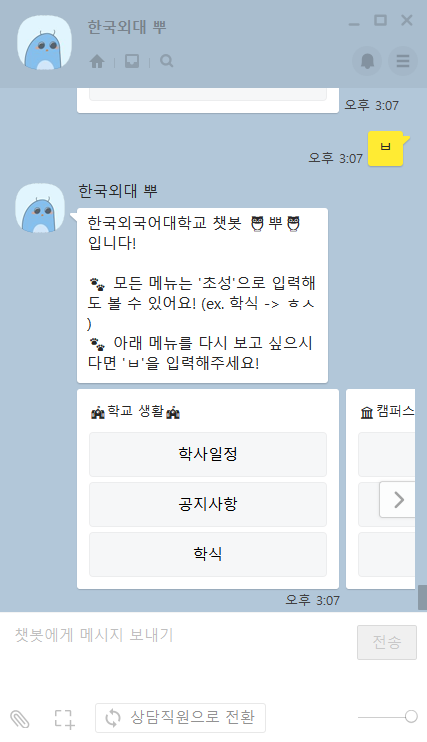 한국외대 뿌
오후 3:07
오후 3:07
ㅂ
한국외대 뿌
한국외국어대학교 챗봇 🦉뿌🦉
입니다!
🐾 모든 메뉴는 '초성'으로 입력해
도 볼 수 있어요! (ex. 학식 -> ㅎㅅ
)
🐾 아래 메뉴를 다시 보고 싶으시
다면 'ㅂ'을 입력해주세요!
🏫학교 생활🏫
🏛캠퍼스
학사일정
공지사항
학식
오후 3:07
챗봇에게 메시지 보내기
전송
상담직원으로 전환